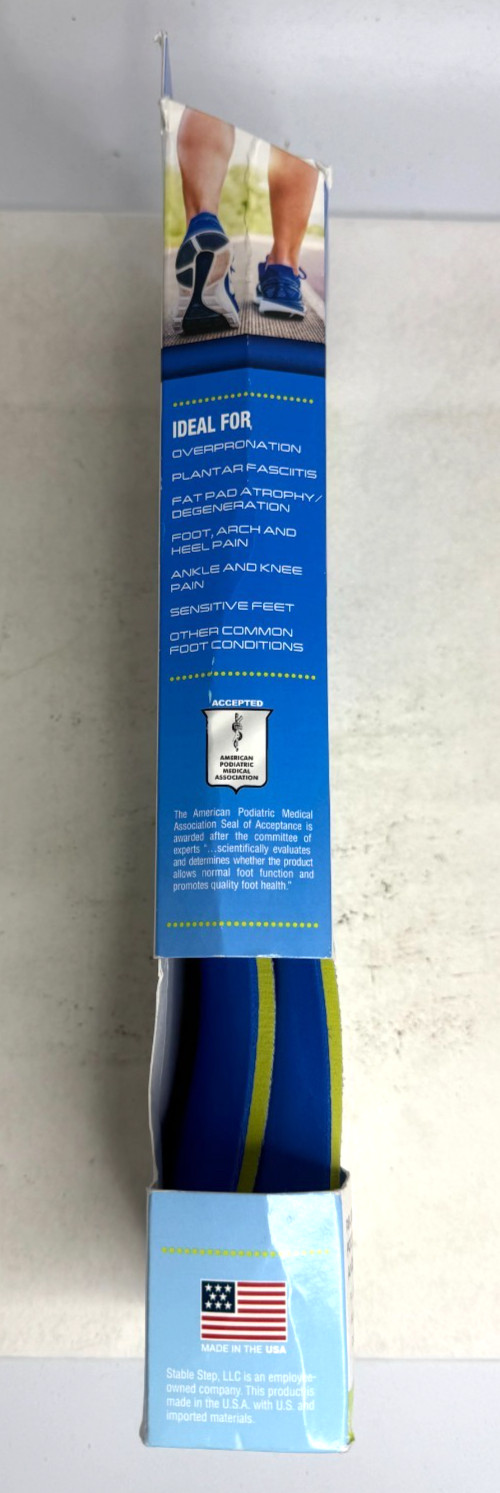 IDEAL FOR
OVERPRONATION
PLANTAR FASCIITIS
FAT PAD ATROPHY/
DEGENERATION
FOOT, ARCH AND
HEEL PAIN
ANKLE AND KNEE
PAIN
SENSITIVE FEET
OTHER COMMON
FOOT CONDITIONS
ACCEPTED
AMERICAN
PODIATRIC
MEDICAL
ASSOCIATION
The American Podiatric Medical
Association Seal of Acceptance is
awarded after the committee of
experts "...scientifically evaluates
and determines whether the product
allows normal foot function and
promotes quality foot health."
MADE IN THE USA
Stable Step, LLC is an employee-
owned company. This product is
made in the U.S.A. with U.S. and
imported materials.